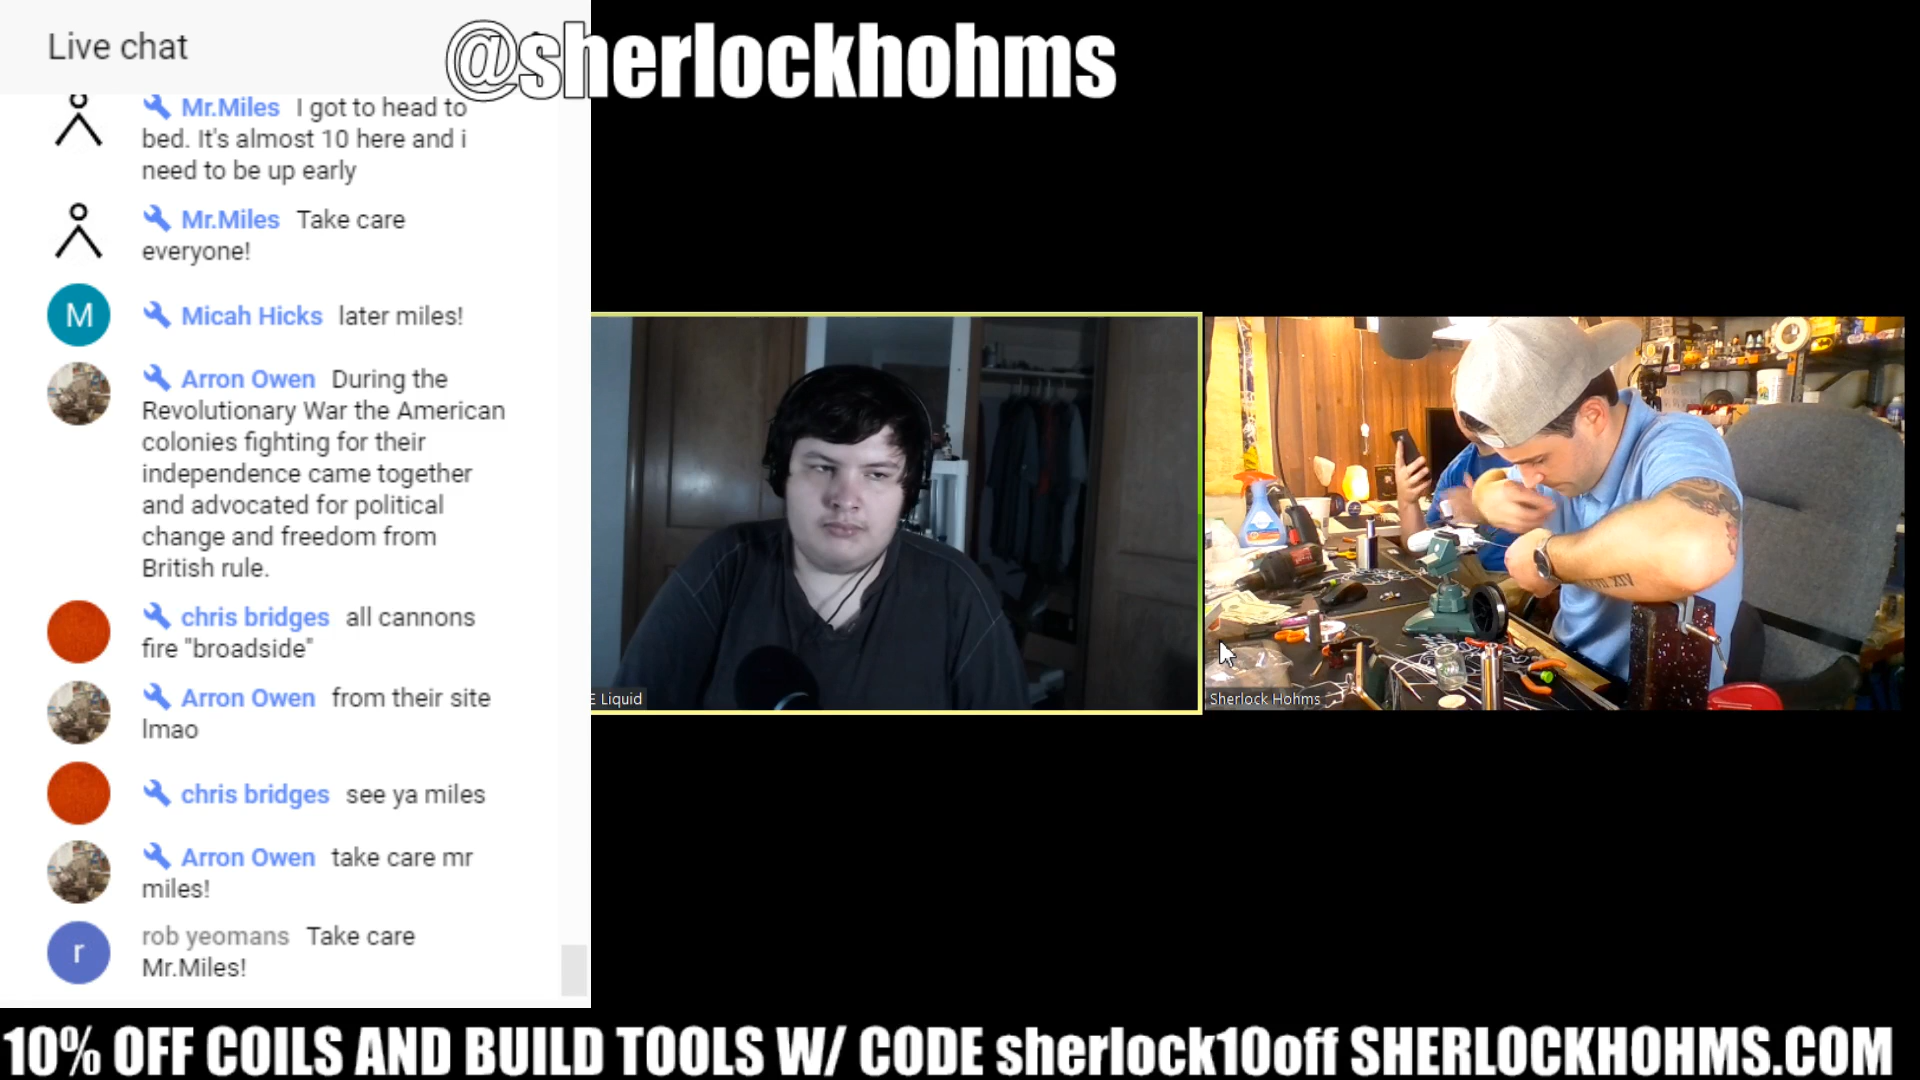 Live chat
@sherlockhohms
Mr.Miles I got to head to
bed. It's almost 10 here and i
need to be up early
Mr.Miles Take care
everyone!
M
Micah Hicks later miles!
Arron Owen During the
Revolutionary War the American
colonies fighting for their
independence came together
and advocated for political
change and freedom from
British rule.
chris bridges all cannons
fire "broadside"
Arron Owen from their site
lmao
chris bridges see ya miles
Arron Owen take care mr
miles!
r
rob yeomans Take care
Mr.Miles!
E Liquid
Sherlock Hohms
10% OFF COILS AND BUILD TOOLS W/ CODE sherlock10off SHERLOCKHOHMS.COM